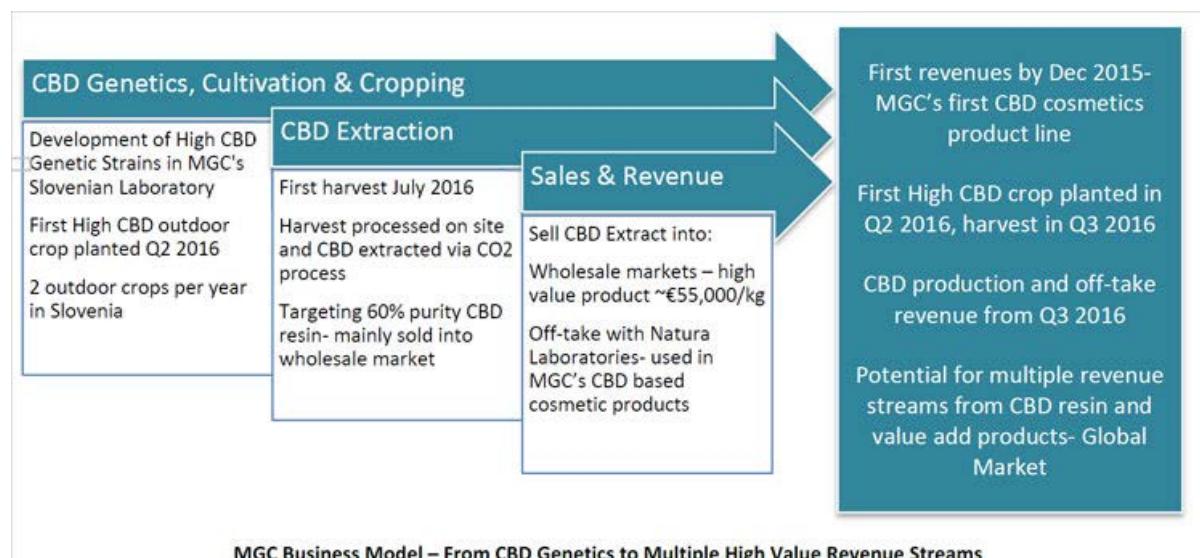 CBD Genetics, Cultivation & Cropping
Development of High CBD
Genetic Strains in MGC's
Slovenian Laboratory
First High CBD outdoor
crop planted Q2 2016
2 outdoor crops per year
in Slovenia
CBD Extraction
First harvest July 2016
Harvest processed on site
and CBD extracted via CO2
process
Targeting 60% purity CBD
resin- mainly sold into
wholesale market
Sales & Revenue
Sell CBD Extract into:
Wholesale markets – high
value product ~€55,000/kg
Off-take with Natura
Laboratories- used in
MGC's CBD based
cosmetic products
First revenues by Dec 2015-
MGC's first CBD cosmetics
product line
First High CBD crop planted in
Q2 2016, harvest in Q3 2016
CBD production and off-take
revenue from Q3 2016
Potential for multiple revenue
streams from CBD resin and
value add products- Global
Market
MGC Business Model – From CBD Genetics to Multiple High Value Revenue Streams